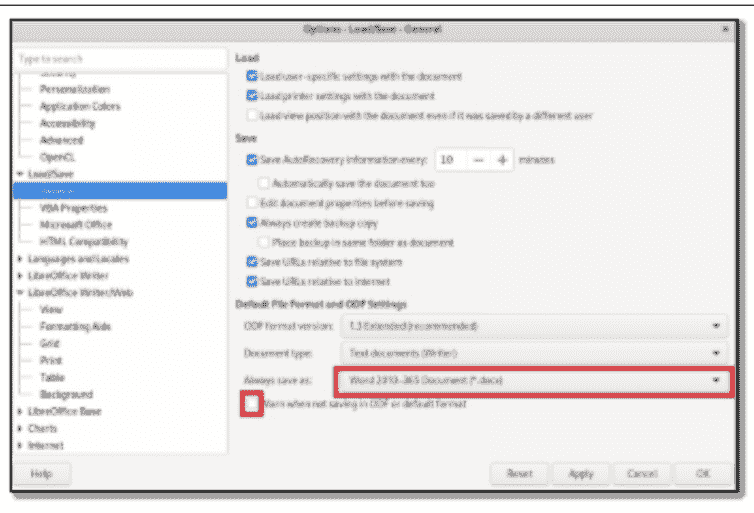 Options - Load/Save - General
Type to search
Security
Personalization
Application Colors
Accessibility
Advanced
OpenCL
Load/Save
General
VBA Properties
Microsoft Office
HTML Compatibility
Languages and Locales
LibreOffice Writer
LibreOffice Writer/Web
View
Formatting Aids
Grid
Print
Table
Background
LibreOffice Base
Charts
Internet
Load
Load user-specific settings with the document
Load printer settings with the document
Load view position with the document even if it was saved by a different user
Save
Save AutoRecovery information every: 10 minutes
Automatically save the document too
Edit document properties before saving
Always create backup copy
Place backup in same folder as document
Save URLs relative to file system
Save URLs relative to internet
Default File Format and ODF Settings
ODF format version: 1.3 Extended (recommended)
Document type: Text documents (Writer)
Always save as: Word 2010-365 Document (*.docx)
Warn when not saving in ODF or default format
Help
Reset Apply Cancel OK